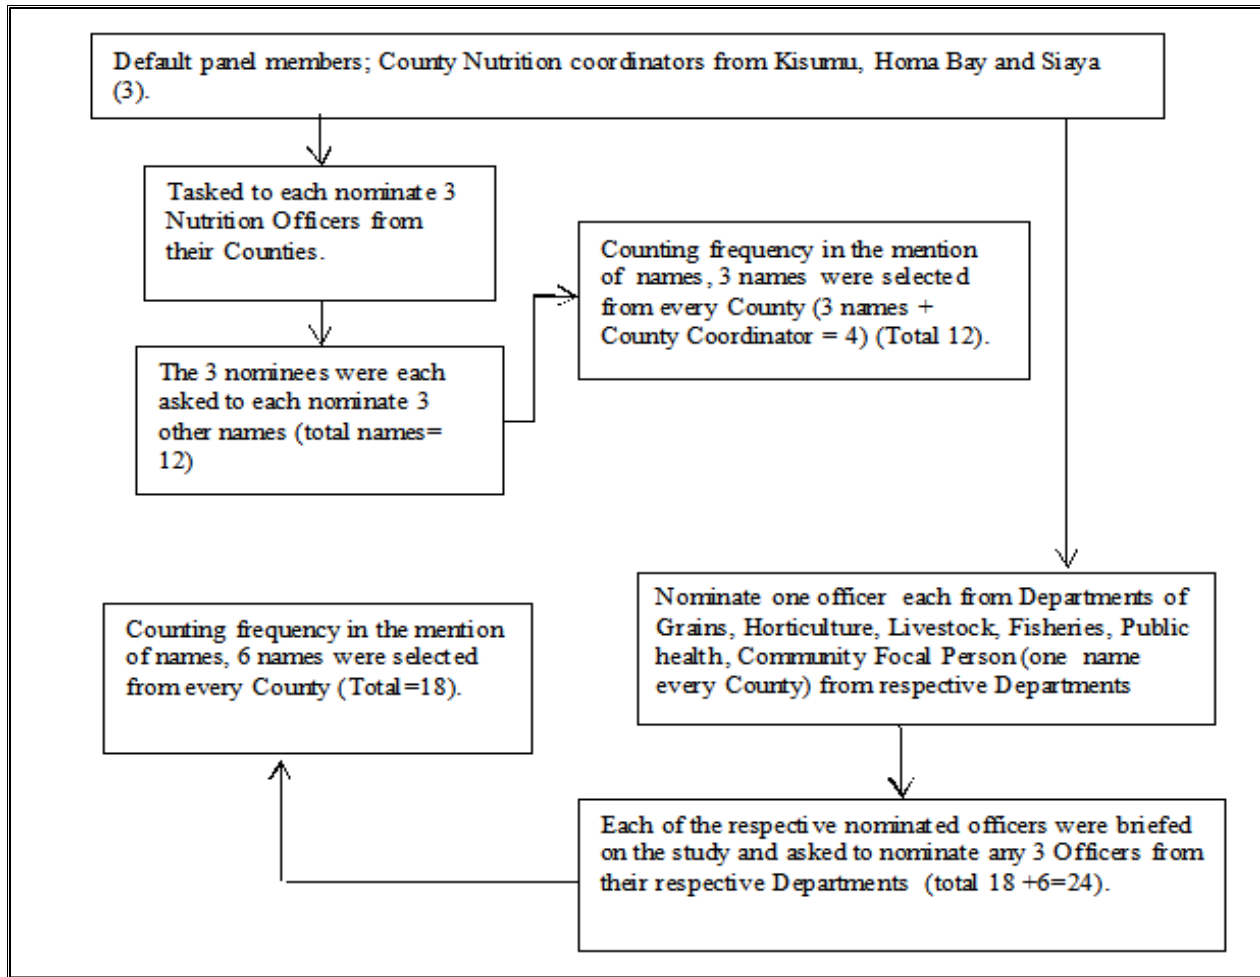 Default panel members; County Nutrition coordinators from Kisumu, Homa Bay and Siaya
(3).
Tasked to each nominate 3
Nutrition Officers from
their Counties.
Counting frequency in the mention
of names, 3 names were selected
from every County (3 names +
County Coordinator = 4) (Total 12).
The 3 nominees were each
asked to each nominate 3
other names (total names=
12)
Nominate one officer each from Departments of
Grains, Horticulture, Livestock, Fisheries, Public
health, Community Focal Person (one name
every County) from respective Departments
Counting frequency in the mention
of names, 6 names were selected
from every County (Total=18).
Each of the respective nominated officers were briefed
on the study and asked to nominate any 3 Officers from
their respective Departments (total 18 +6=24).